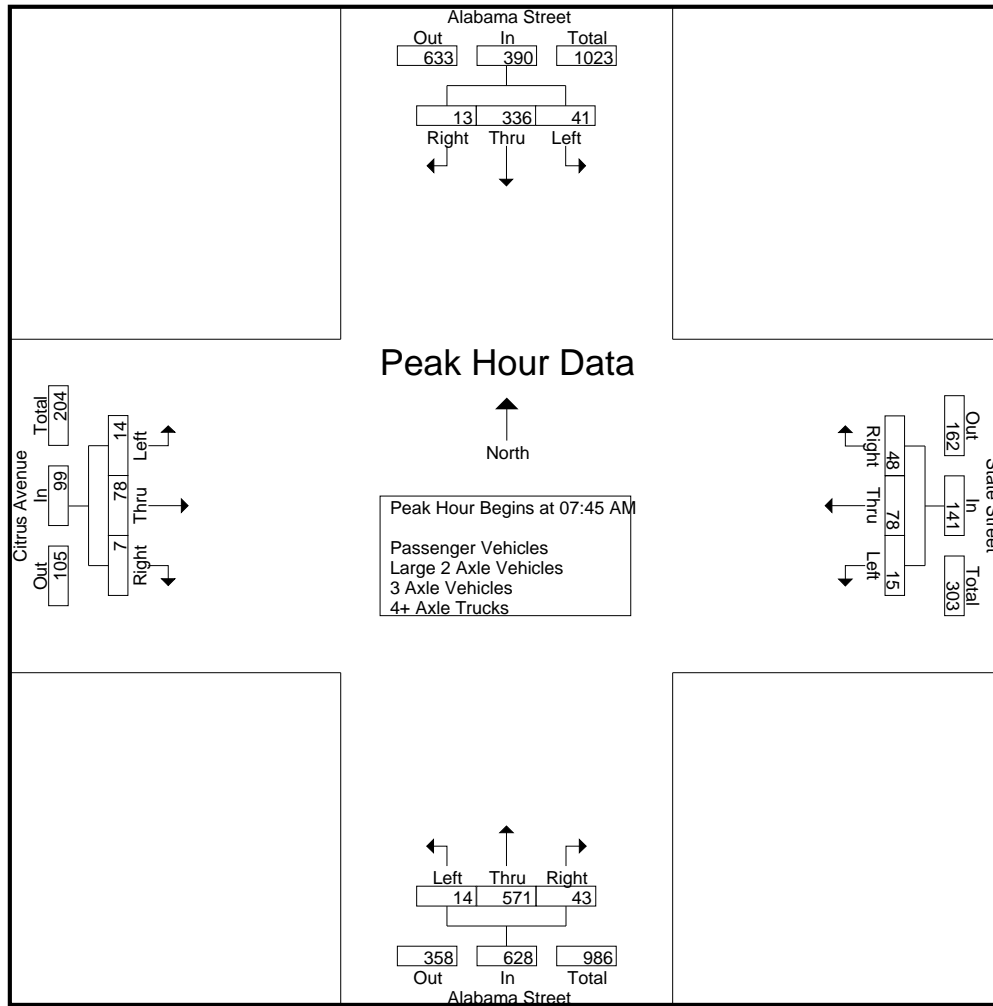 Alabama Street
Out In Total
633 390 1023
13 336 41
Right Thru Left
Peak Hour Data
North
Peak Hour Begins at 07:45 AM
Passenger Vehicles
Large 2 Axle Vehicles
3 Axle Vehicles
4+ Axle Trucks
Citrus Avenue
Out In Total
105 99 204
7 78 14
Right Thru Left
State Street
Out In Total
162 141 303
48 78 15
Right Thru Left
Left Thru Right
14 571 43
358 628 986
Out In Total
Alabama Street